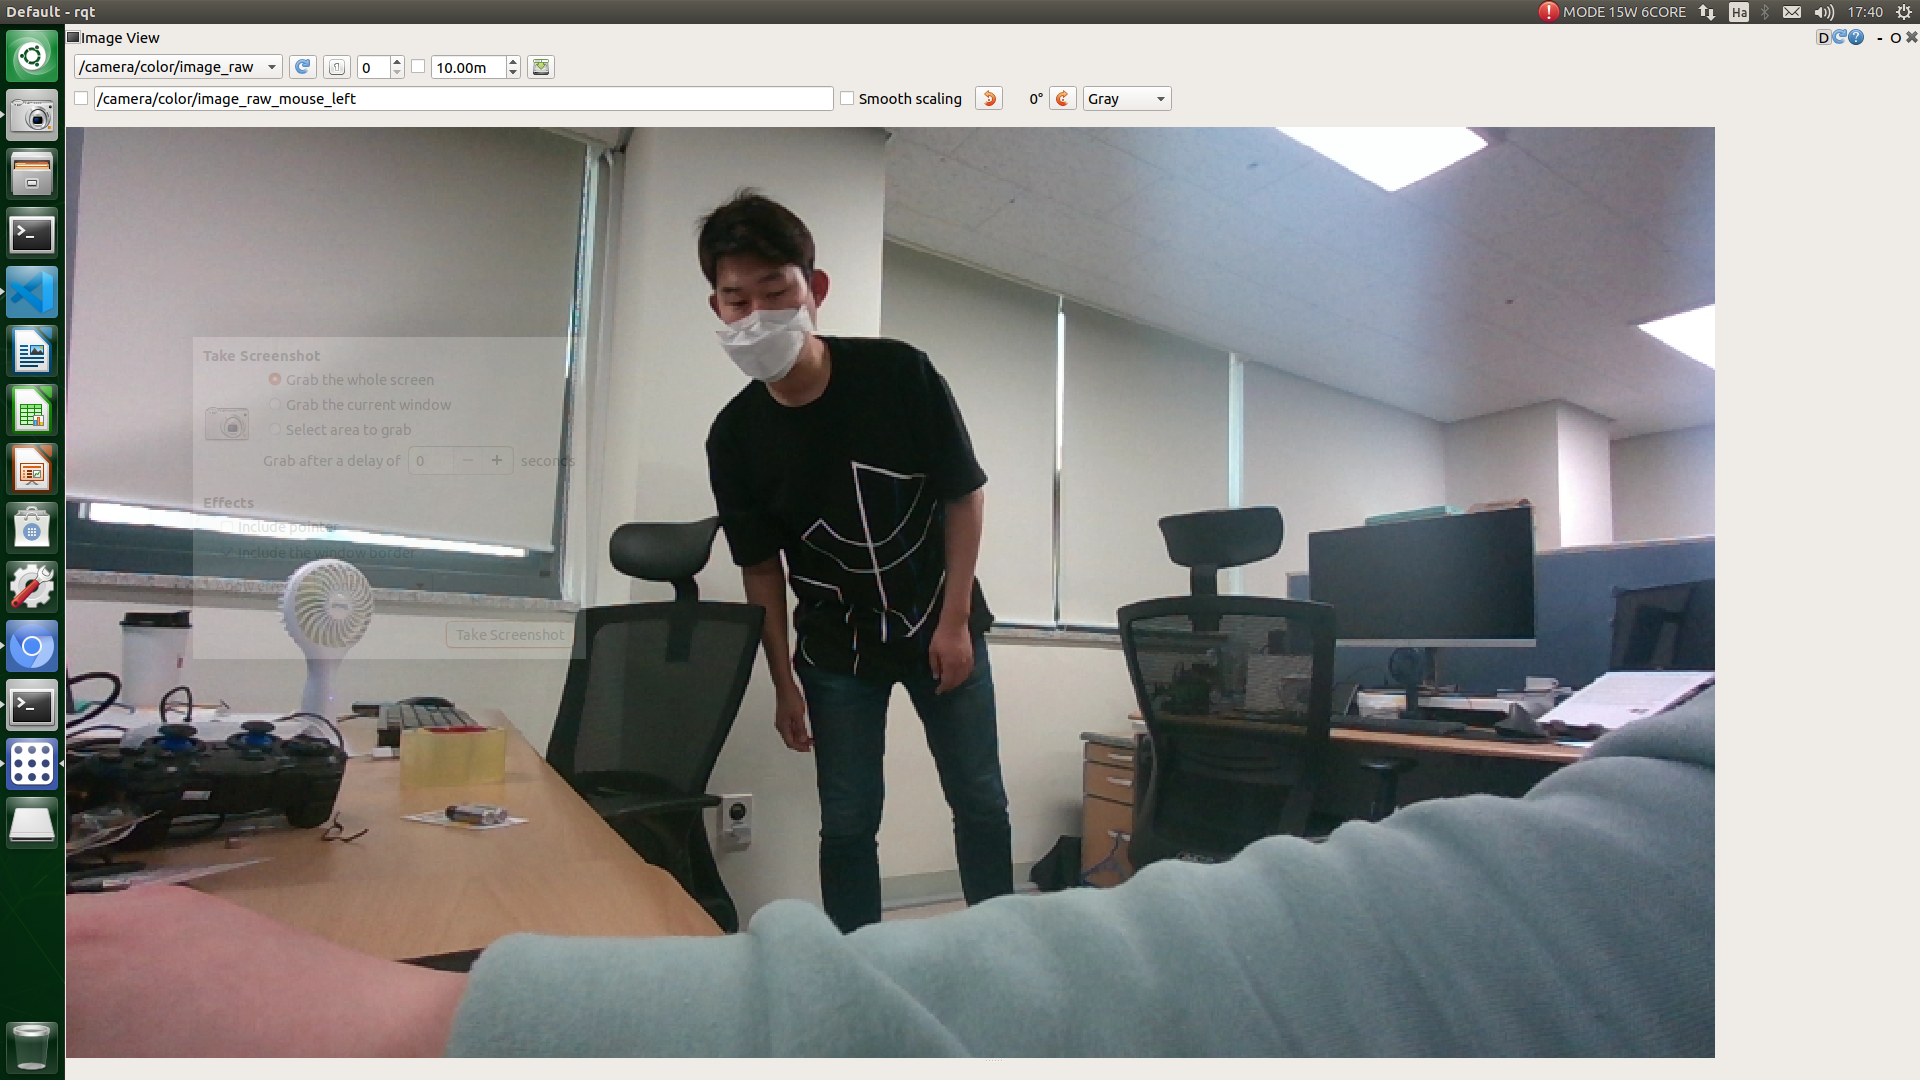 Default - rqt
MODE 15W 6CORE
Ha
17:40
Image View
D
- O
/camera/color/image_raw
0
10.00m
/camera/color/image_raw_mouse_left
Smooth scaling
0°
Gray
Take Screenshot
Grab the whole screen
Grab the current window
Select area to grab
Grab after a delay of
0
− +
seconds
Effects
Include pointer
Include the window border
Take Screenshot